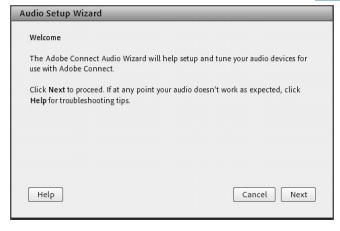 Audio Setup Wizard
Welcome
The Adobe Connect Audio Wizard will help setup and tune your audio devices for
use with Adobe Connect.
Click Next to proceed. If at any point your audio doesn't work as expected, click
Help for troubleshooting tips.
Help Cancel Next